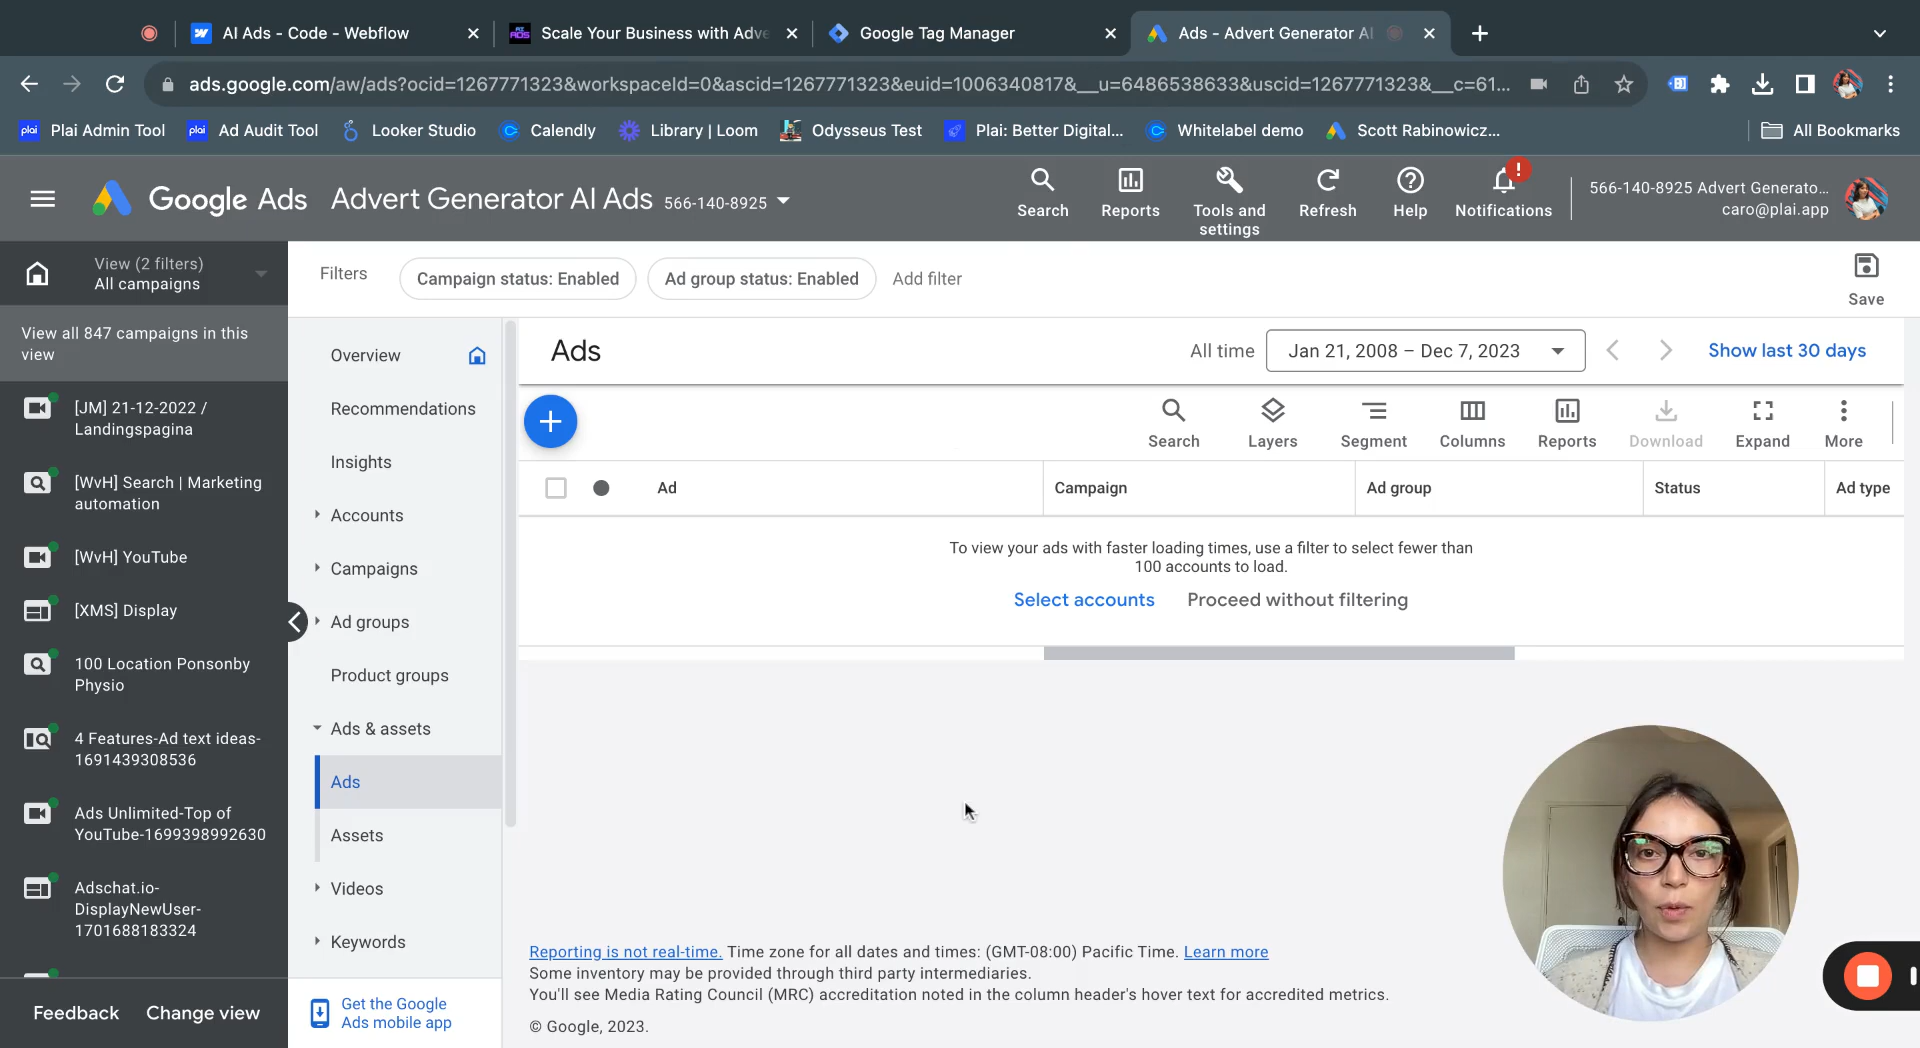 AI Ads - Code - Webflow
Scale Your Business with Adve
Google Tag Manager
Ads - Advert Generator AI
ads.google.com/aw/ads?ocid=1267771323&workspaceId=0&ascid=1267771323&euid=1006340817&__u=6486538633&uscid=1267771323&__c=61...
plai Plai Admin Tool
plai Ad Audit Tool
Looker Studio
Calendly
Library | Loom
Odysseus Test
Plai: Better Digital...
Whitelabel demo
Scott Rabinowicz...
All Bookmarks
Google Ads
Advert Generator AI Ads 566-140-8925
Search
Reports
Tools and
settings
Refresh
Help
!
Notifications
566-140-8925 Advert Generato...
caro@plai.app
View (2 filters)
All campaigns
Filters
Campaign status: Enabled
Ad group status: Enabled
Add filter
Save
View all 847 campaigns in this
view
[JM] 21-12-2022 /
Landingspagina
[WvH] Search | Marketing
automation
[WvH] YouTube
[XMS] Display
100 Location Ponsonby
Physio
4 Features-Ad text ideas-
1691439308536
Ads Unlimited-Top of
YouTube-1699398992630
Adschat.io-
DisplayNewUser-
1701688183324
Feedback
Change view
Overview
Recommendations
Insights
Accounts
Campaigns
Ad groups
Product groups
Ads & assets
Ads
Assets
Videos
Keywords
Get the Google
Ads mobile app
Ads
All time
Jan 21, 2008 – Dec 7, 2023
Show last 30 days
Search
Layers
Segment
Columns
Reports
Download
Expand
More
Ad
Campaign
Ad group
Status
Ad type
To view your ads with faster loading times, use a filter to select fewer than
100 accounts to load.
Select accounts
Proceed without filtering
Reporting is not real-time. Time zone for all dates and times: (GMT-08:00) Pacific Time. Learn more
Some inventory may be provided through third party intermediaries.
You'll see Media Rating Council (MRC) accreditation noted in the column header's hover text for accredited metrics.
© Google, 2023.